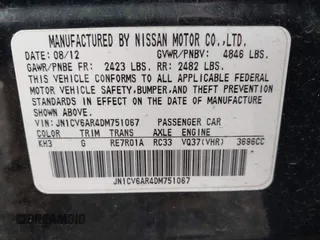 MANUFACTURED BY NISSAN MOTOR CO.,LTD.
DATE: 08/12 GVWR/PNBV: 4846 LBS.
GAWR/PNBE FR: 2423 LBS. RR: 2482 LBS.
THIS VEHICLE CONFORMS TO ALL APPLICABLE FEDERAL
MOTOR VEHICLE SAFETY, BUMPER, AND THEFT PREVENTION
STANDARDS IN EFFECT ON THE DATE OF MANUFACTURE
SHOWN ABOVE.
VIN: JN1CV6AR4DM751067 PASSENGER CAR
COLOR TRIM TRANS AXLE ENGINE
KH3 G RE7R01A RC33 VQ37(VHR) 3696CC
JN1CV6AR4DM751067